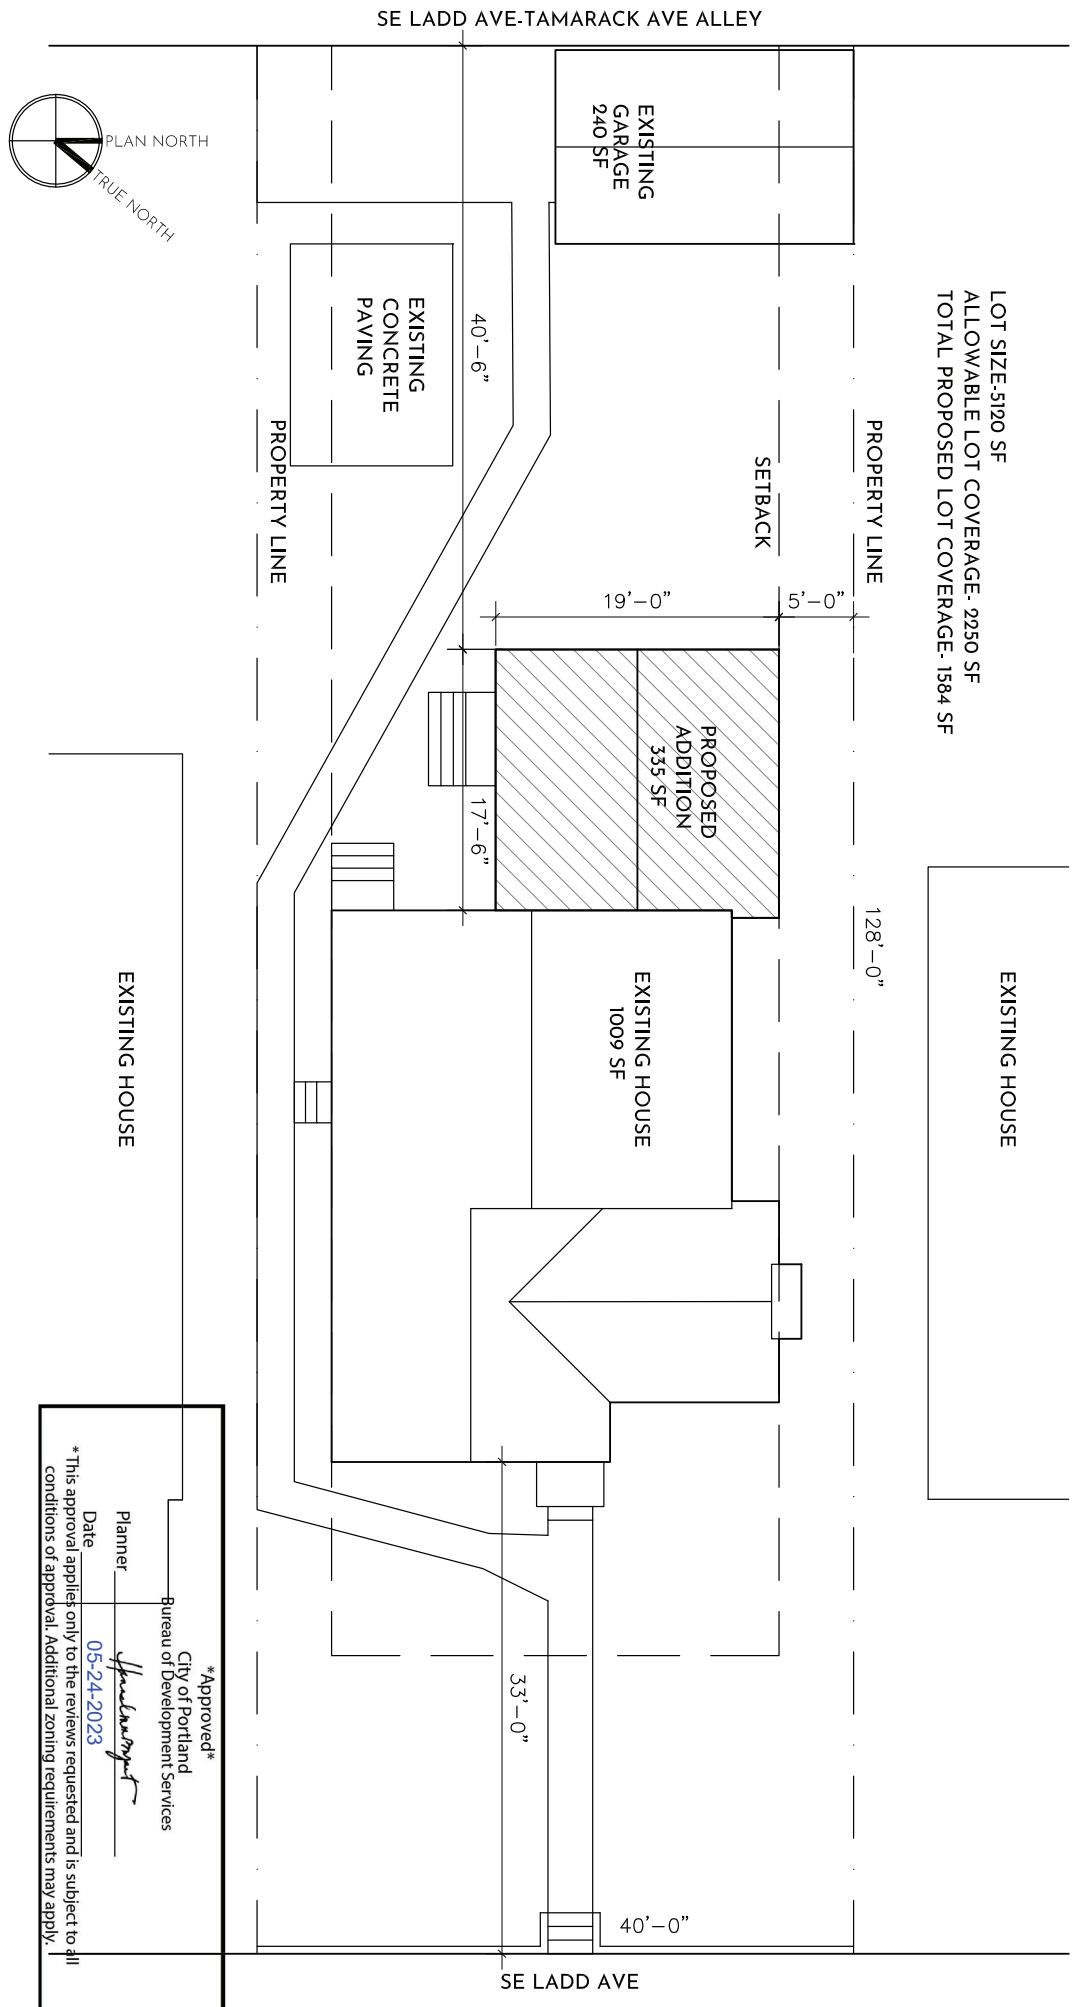 SE LADD AVE-TAMARACK AVE ALLEY
PLAN NORTH
TRUE NORTH
EXISTING
GARAGE
240 SF
LOT SIZE-5120 SF
ALLOWABLE LOT COVERAGE- 2250 SF
TOTAL PROPOSED LOT COVERAGE- 1584 SF
EXISTING
CONCRETE
PAVING
40'-6"
PROPERTY LINE
PROPERTY LINE
SETBACK
19'-0"
5'-0"
PROPOSED
ADDITION
335 SF
17'-6"
128'-0"
EXISTING HOUSE
EXISTING HOUSE
1009 SF
EXISTING HOUSE
33'-0"
40'-0"
SE LADD AVE
*Approved*
City of Portland
Bureau of Development Services
Planner
Date 05-24-2023
*This approval applies only to the reviews requested and is subject to all
conditions of approval. Additional zoning requirements may apply.